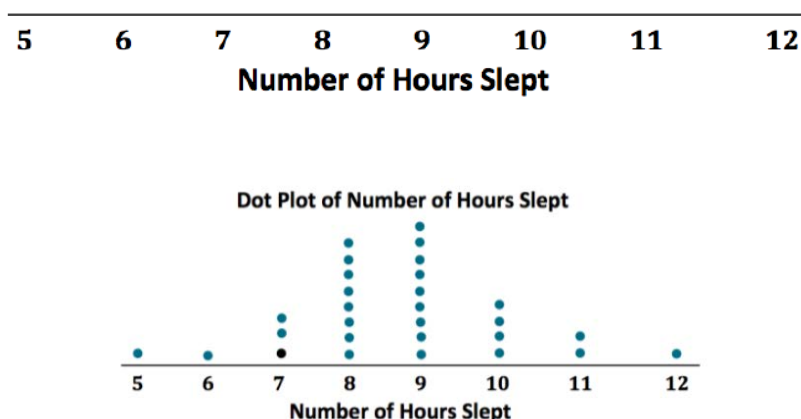 5 6 7 8 9 10 11 12
Number of Hours Slept
Dot Plot of Number of Hours Slept
5 6 7 8 9 10 11 12
Number of Hours Slept